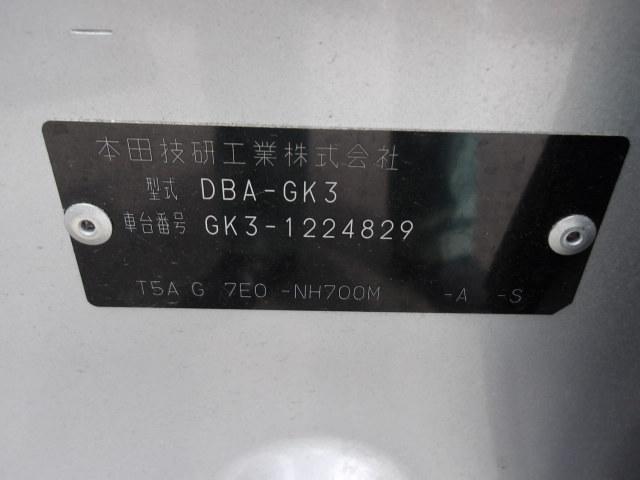 本田技研工業株式会社
型式 DBA-GK3
車台番号 GK3-1224829
T5A G 7E0 -NH700M -A -S